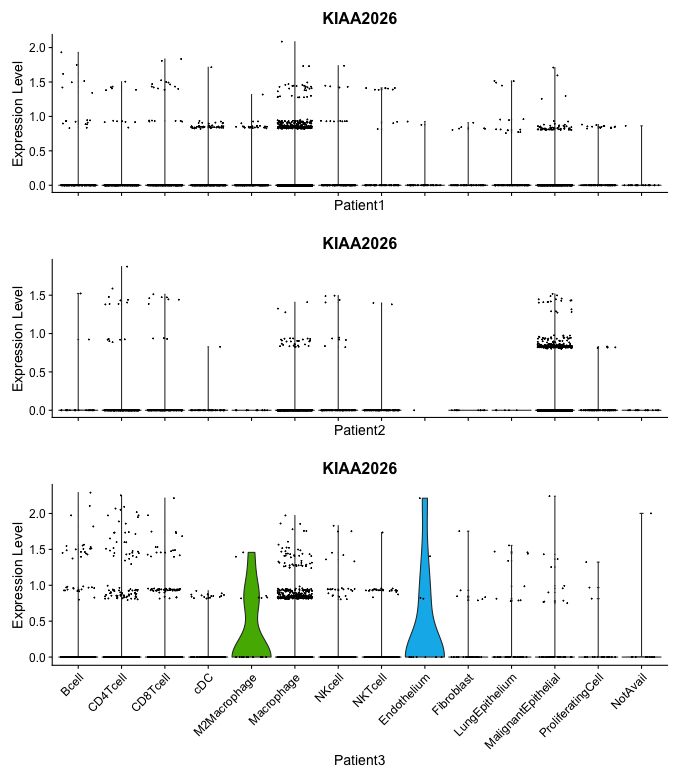 KIAA2026
Expression Level
2.0
1.5
1.0
0.5
0.0
Patient1
KIAA2026
Expression Level
1.5
1.0
0.5
0.0
Patient2
KIAA2026
Expression Level
2.0
1.5
1.0
0.5
0.0
Bcell
CD4Tcell
CD8Tcell
cDC
M2Macrophage
Macrophage
NKcell
NKTcell
Endothelium
Fibroblast
LungEpithelium
MalignantEpithelial
ProliferatingCell
NotAvail
Patient3